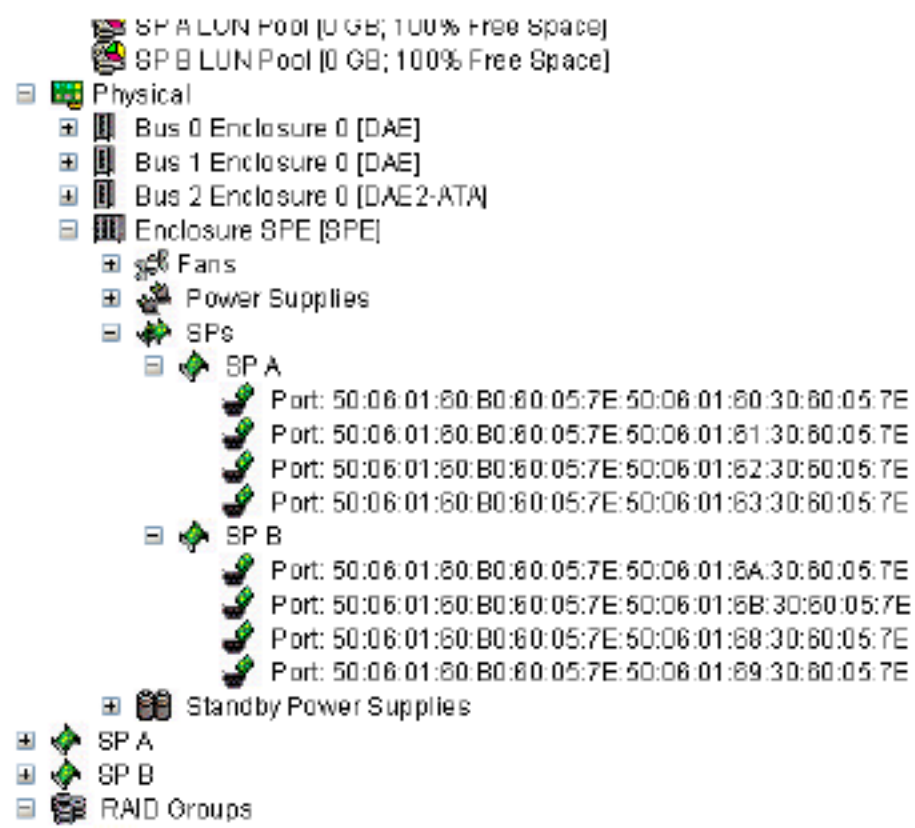 SP A LUN Pool [0 GB; 100% Free Space]
SP B LUN Pool [0 GB; 100% Free Space]
Physical
Bus 0 Enclosure 0 [DAE]
Bus 1 Enclosure 0 [DAE]
Bus 2 Enclosure 0 [DAE2-ATA]
Enclosure SPE [SPE]
Fans
Power Supplies
SPs
SP A
Port: 50:06:01:60:B0:60:05:7E:50:06:01:60:30:60:05:7E
Port: 50:06:01:60:B0:60:05:7E:50:06:01:61:30:60:05:7E
Port: 50:06:01:60:B0:60:05:7E:50:06:01:62:30:60:05:7E
Port: 50:06:01:60:B0:60:05:7E:50:06:01:63:30:60:05:7E
SP B
Port: 50:06:01:60:B0:60:05:7E:50:06:01:6A:30:60:05:7E
Port: 50:06:01:60:B0:60:05:7E:50:06:01:6B:30:60:05:7E
Port: 50:06:01:60:B0:60:05:7E:50:06:01:68:30:60:05:7E
Port: 50:06:01:60:B0:60:05:7E:50:06:01:69:30:60:05:7E
Standby Power Supplies
SP A
SP B
RAID Groups